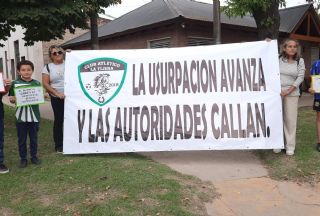 CLUB ATLETICO
LA TIJERA
LA USURPACION AVANZA
Y LAS AUTORIDADES CALLAN.